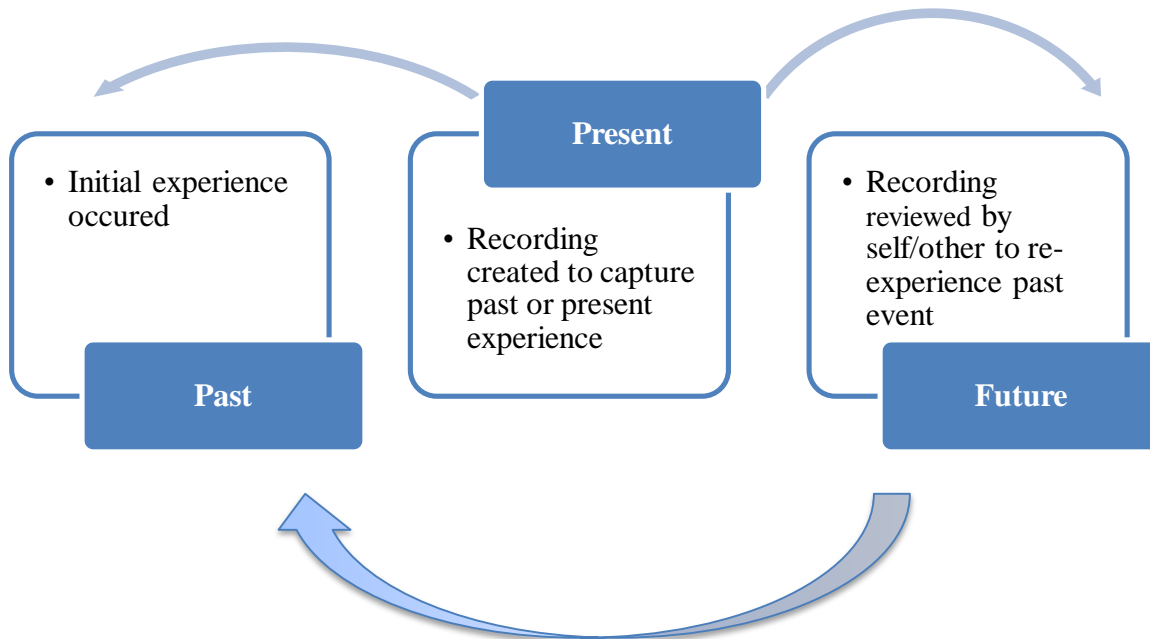 • Initial experience
occured
Past
Present
• Recording
created to capture
past or present
experience
• Recording
reviewed by
self/other to re-
experience past
event
Future